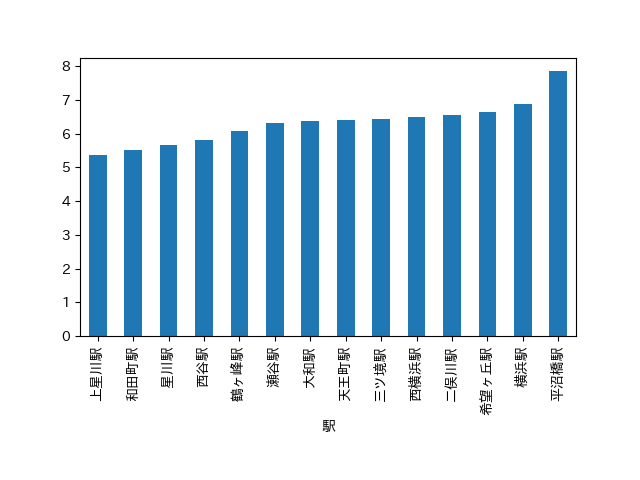 8
7
6
5
4
3
2
1
0
上星川駅
和田町駅
星川駅
西谷駅
鶴ヶ峰駅
瀬谷駅
大和駅
天王町駅
三ツ境駅
西横浜駅
二俣川駅
希望ヶ丘駅
横浜駅
平沼橋駅
駅